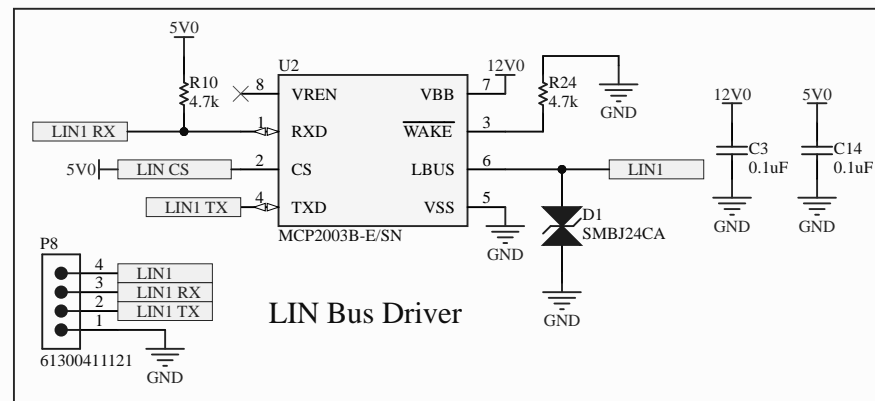 5V0
R10
4.7k
U2
8
VREN
1
RXD
2
CS
4
TXD
VBB
7
12V0
WAKE
3
LBUS
6
VSS
5
MCP2003B-E/SN
LIN1 RX
5V0
LIN CS
LIN1 TX
R24
4.7k
GND
LIN1
D1
SMBJ24CA
GND
GND
12V0
C3
0.1uF
GND
5V0
C14
0.1uF
GND
P8
4
LIN1
3
LIN1 RX
2
LIN1 TX
1
61300411121
GND
LIN Bus Driver